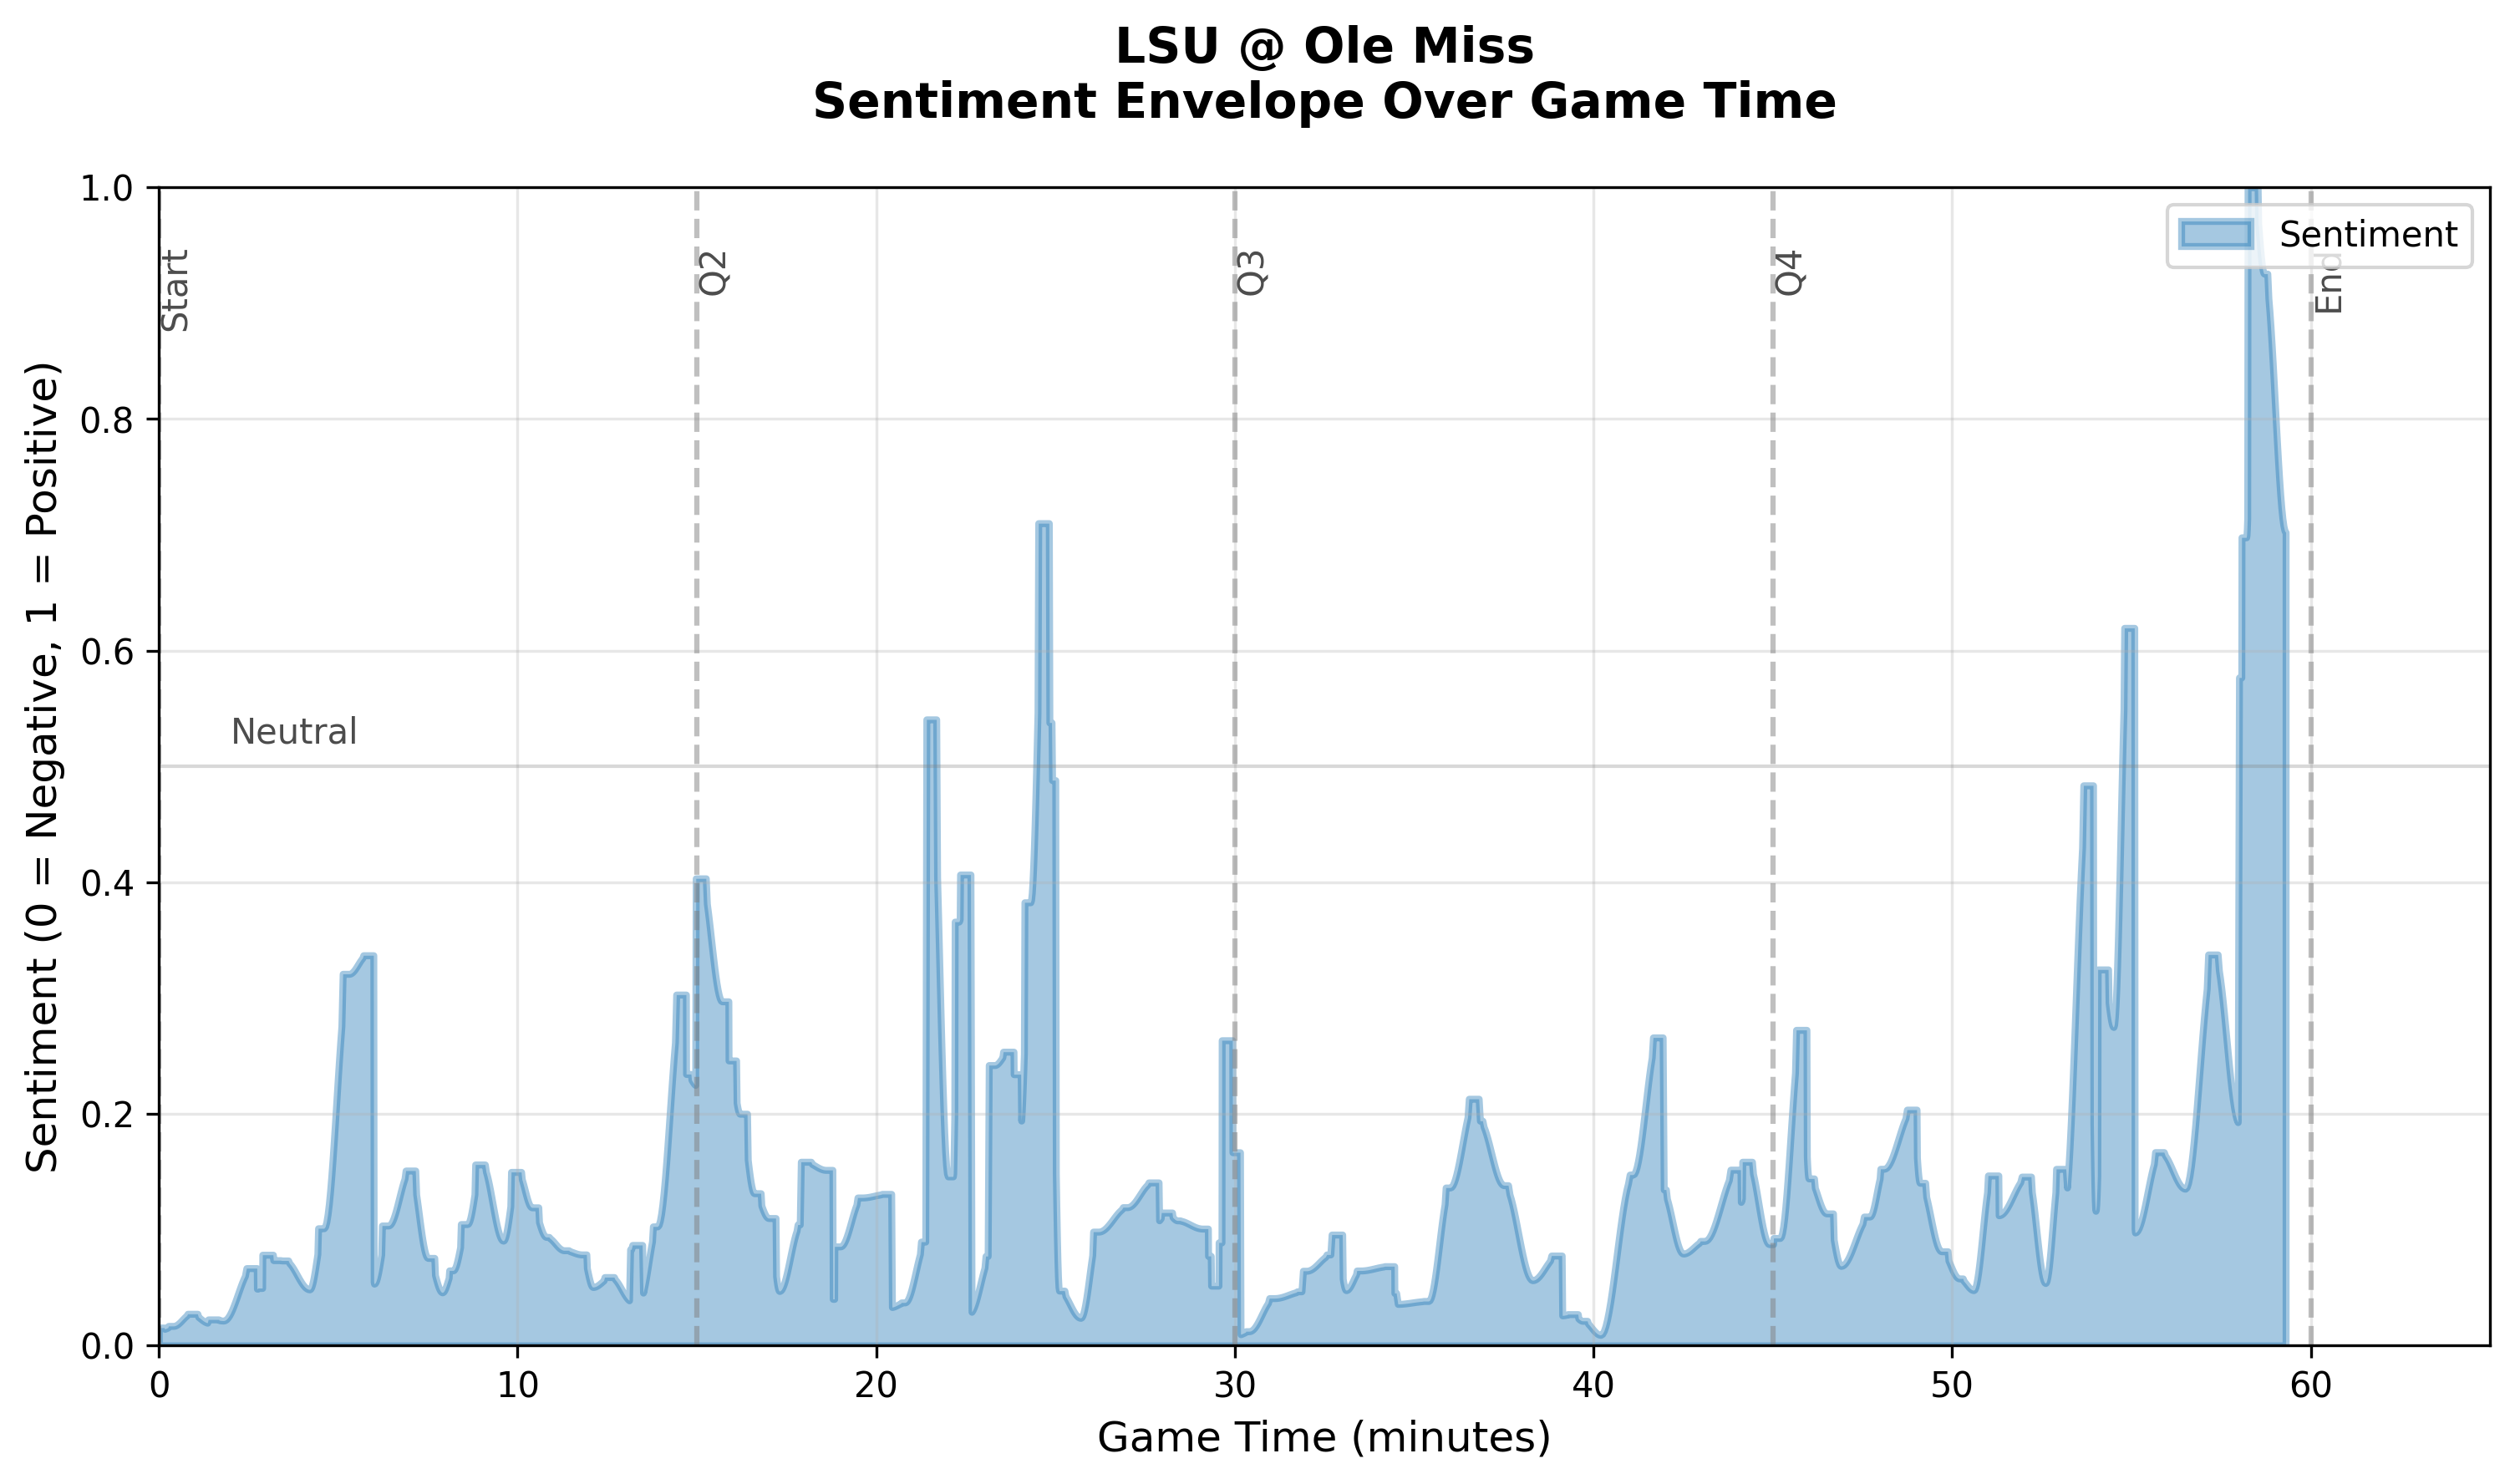 LSU @ Ole Miss
Sentiment Envelope Over Game Time
Sentiment (0 = Negative, 1 = Positive)
1.0
0.8
0.6
0.4
0.2
0.0
Start
Q2
Q3
Q4
End
Sentiment
Neutral
0
10
20
30
40
50
60
Game Time (minutes)